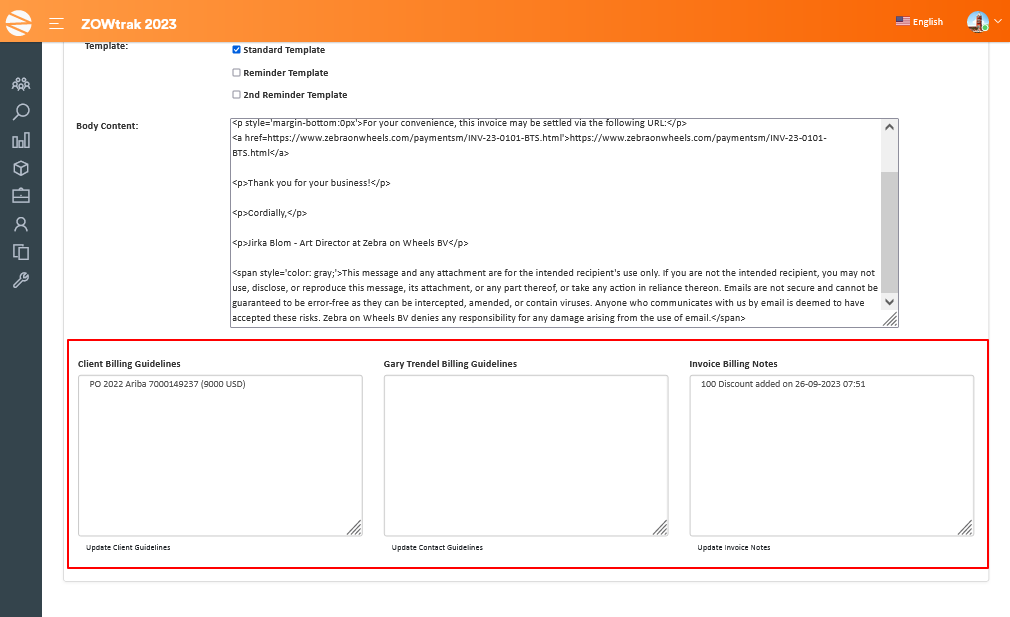 ZOWtrak 2023
English
Template:
Standard Template
Reminder Template
2nd Reminder Template
Body Content:
<p style='margin-bottom:0px'>For your convenience, this invoice may be settled via the following URL:</p>
<a href=https://www.zebraonwheels.com/paymentsm/INV-23-0101-BTS.html'>https://www.zebraonwheels.com/paymentsm/INV-23-0101-
BTS.html</a>
<p>Thank you for your business!</p>
<p>Cordially,</p>
<p>Jirka Blom - Art Director at Zebra on Wheels BV</p>
<span style='color: gray;'>This message and any attachment are for the intended recipient's use only. If you are not the intended recipient, you may not
use, disclose, or reproduce this message, its attachment, or any part thereof, or take any action in reliance thereon. Emails are not secure and cannot be
guaranteed to be error-free as they can be intercepted, amended, or contain viruses. Anyone who communicates with us by email is deemed to have
accepted these risks. Zebra on Wheels BV denies any responsibility for any damage arising from the use of email.</span>
Client Billing Guidelines
PO 2022 Ariba 7000149237 (9000 USD)
Update Client Guidelines
Gary Trendel Billing Guidelines
Update Contact Guidelines
Invoice Billing Notes
100 Discount added on 26-09-2023 07:51
Update Invoice Notes